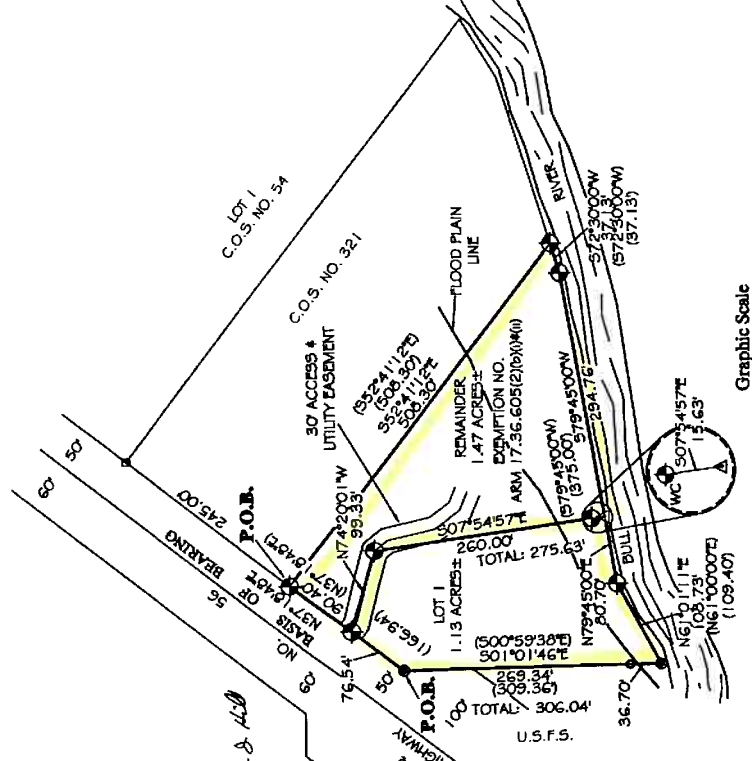 LOT 1
C.O.S. NO. 54
C.O.S. NO. 321
50'
60'
245.00'
P.O.B.
30' ACCESS &
UTILITY EASEMENT
FLOOD PLAIN
LINE
(S52°41'12"E)
(508.30')
S52°41'12"E
508.30'
RIVER
S72°30'00"W
37.13'
(S72°30'00"W)
(37.13')
REMAINDER
1.47 ACRES±
EXEMPTION NO.
ARM 17.36.605(2)(b)(i)&(ii)
S79°45'00"W
294.76'
(S79°45'00"W)
(375.00')
N74°20'01"W
99.33'
BASIS OF BEARING
NO. 56
90.40'
(166.94')
S07°54'57"E
260.00'
TOTAL: 275.63'
LOT 1
1.13 ACRES±
WC
S07°54'57"E
15.63'
BULL
N79°45'00"E
80.70'
N61°01'11"E
108.73'
(N61°00'00"E)
(109.40')
76.54'
60'
50'
100'
P.O.B.
(S00°59'38"E)
S01°01'46"E
269.34'
(309.36')
TOTAL: 306.04'
36.70'
U.S.F.S.
HIGHWAY
Graphic Scale